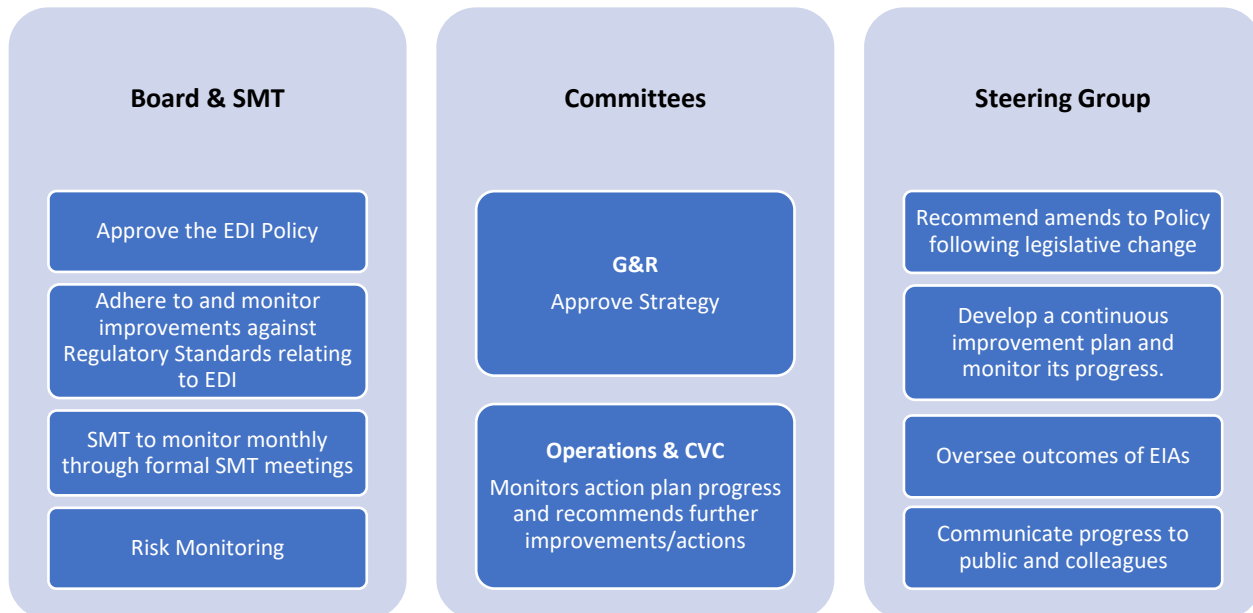 Board & SMT
Approve the EDI Policy
Adhere to and monitor
improvements against
Regulatory Standards relating
to EDI
SMT to monitor monthly
through formal SMT meetings
Risk Monitoring
Committees
G&R
Approve Strategy
Operations & CVC
Monitors action plan progress
and recommends further
improvements/actions
Steering Group
Recommend amends to Policy
following legislative change
Develop a continuous
improvement plan and
monitor its progress.
Oversee outcomes of EIAs
Communicate progress to
public and colleagues